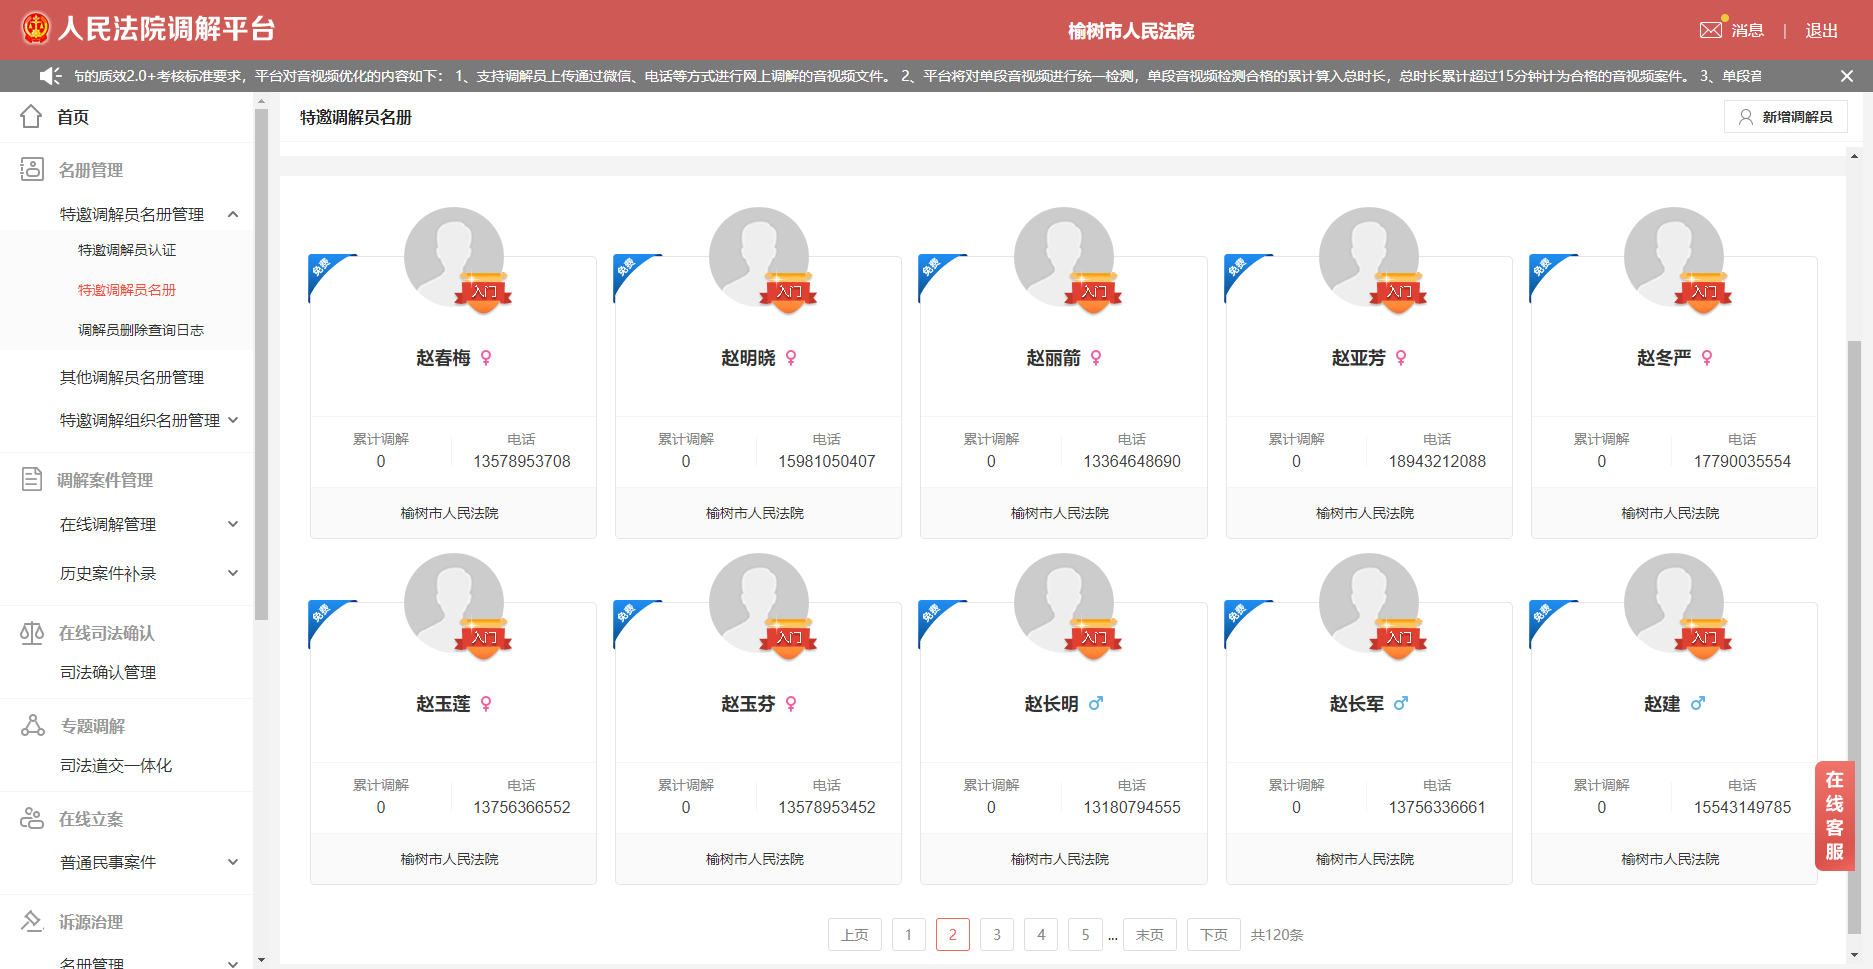 人民法院调解平台
榆树市人民法院
消息 | 退出
市的质效2.0+考核标准要求，平台对音视频优化的内容如下： 1、支持调解员上传通过微信、电话等方式进行网上调解的音视频文件。 2、平台将对单段音视频进行统一检测，单段音视频检测合格的累计算入总时长，总时长累计超过15分钟计为合格的音视频案件。 3、单段音
首页
名册管理
特邀调解员名册管理
特邀调解员认证
特邀调解员名册
调解员删除查询日志
其他调解员名册管理
特邀调解组织名册管理
调解案件管理
在线调解管理
历史案件补录
在线司法确认
司法确认管理
专题调解
司法道交一体化
在线立案
普通民事案件
诉源治理
名册管理
特邀调解员名册
新增调解员
免费 免费 免费 免费 免费
入门 入门 入门 入门 入门
赵春梅 赵明晓 赵丽箭 赵亚芳 赵冬严
累计调解 电话 累计调解 电话 累计调解 电话 累计调解 电话 累计调解 电话
0 13578953708 0 15981050407 0 13364648690 0 18943212088 0 17790035554
榆树市人民法院 榆树市人民法院 榆树市人民法院 榆树市人民法院 榆树市人民法院
免费 免费 免费 免费 免费
入门 入门 入门 入门 入门
赵玉莲 赵玉芬 赵长明 赵长军 赵建
累计调解 电话 累计调解 电话 累计调解 电话 累计调解 电话 累计调解 电话
0 13756366552 0 13578953452 0 13180794555 0 13756336661 0 15543149785
榆树市人民法院 榆树市人民法院 榆树市人民法院 榆树市人民法院 榆树市人民法院
上页 1 2 3 4 5 ... 末页 下页 共120条
在线客服